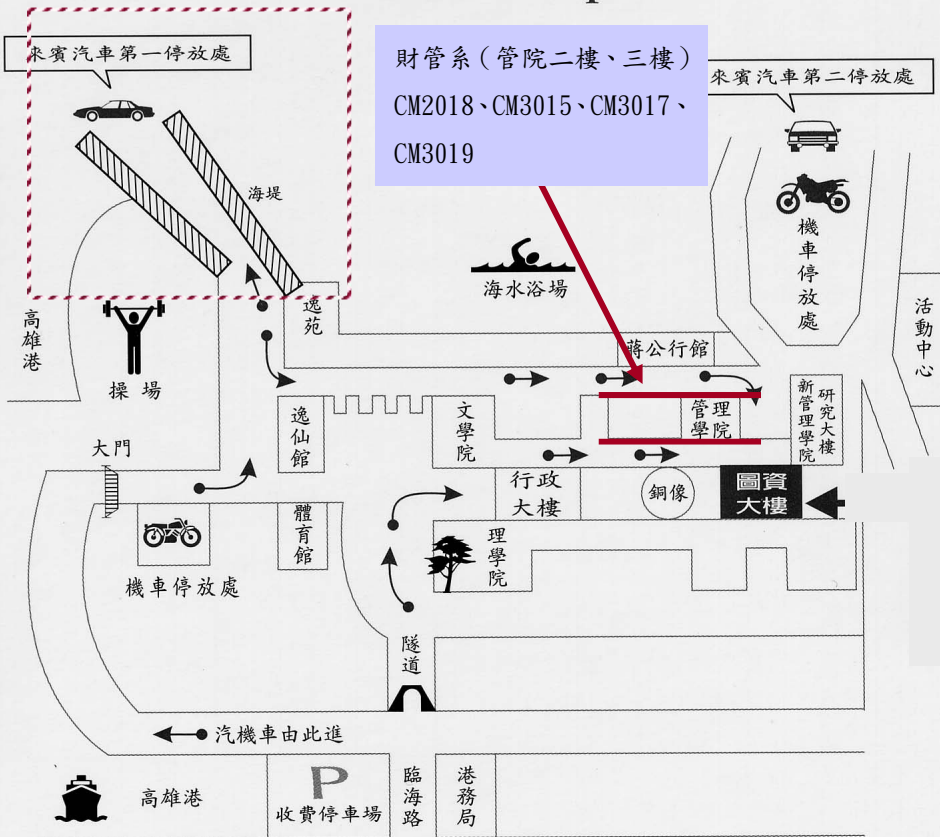 來賓汽車第一停放處
財管系（管院二樓、三樓）
CM2018、CM3015、CM3017、
CM3019
來賓汽車第二停放處
海堤
機車停放處
海水浴場
高雄港
逸苑
蔣公行館
活動中心
操場
逸仙館
文學院
管理
學院
新管理學院
研究大樓
大門
行政
大樓
銅像
圖資
大樓
體育館
理學院
機車停放處
隧道
汽機車由此進
高雄港
P
收費停車場
臨海路
港務局